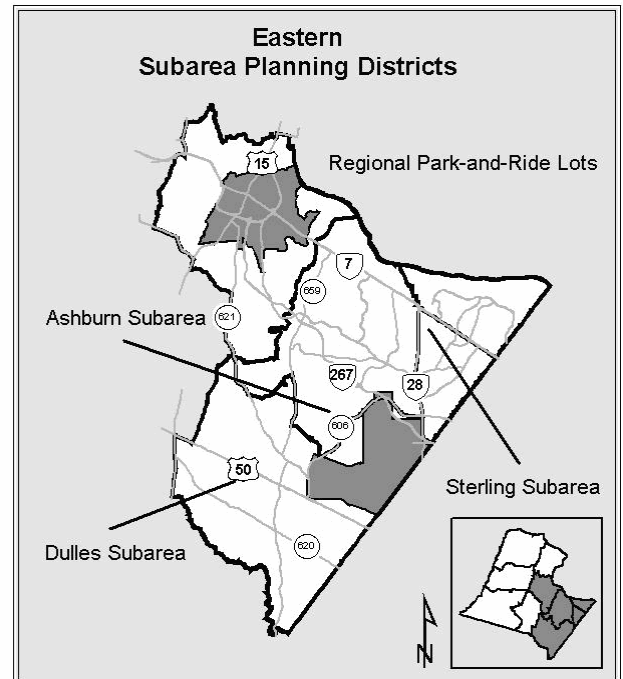 Eastern
Subarea Planning Districts
15
Regional Park-and-Ride Lots
7
659
Ashburn Subarea
621
267
28
606
50
Sterling Subarea
Dulles Subarea
620
N